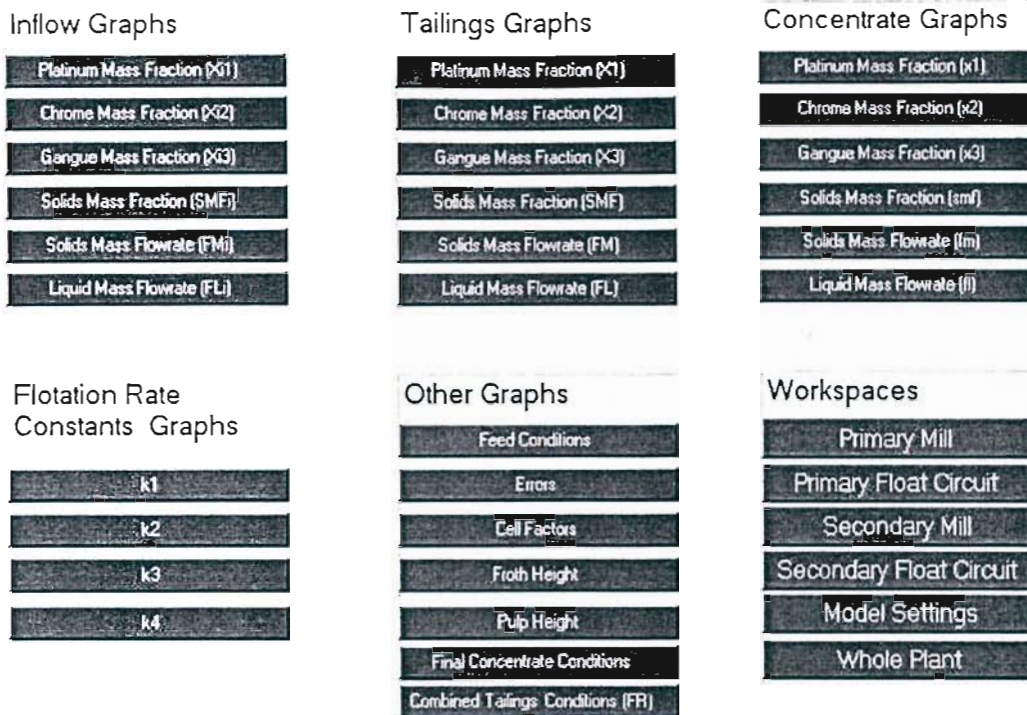 Inflow Graphs
Platinum Mass Fraction (Xi1)
Chrome Mass Fraction (Xi2)
Gangue Mass Fraction (Xi3)
Solids Mass Fraction (SMFi)
Solids Mass Flowrate (FMi)
Liquid Mass Flowrate (FLi)
Tailings Graphs
Platinum Mass Fraction (X1)
Chrome Mass Fraction (X2)
Gangue Mass Fraction (X3)
Solids Mass Fraction (SMF)
Solids Mass Flowrate (FM)
Liquid Mass Flowrate (FL)
Concentrate Graphs
Platinum Mass Fraction (x1)
Chrome Mass Fraction (x2)
Gangue Mass Fraction (x3)
Solids Mass Fraction (smf)
Solids Mass Flowrate (fm)
Liquid Mass Flowrate (fl)
Flotation Rate
Constants Graphs
k1
k2
k3
k4
Other Graphs
Feed Conditions
Errors
Cell Factors
Froth Height
Pulp Height
Final Concentrate Conditions
Combined Tailings Conditions (FR)
Workspaces
Primary Mill
Primary Float Circuit
Secondary Mill
Secondary Float Circuit
Model Settings
Whole Plant